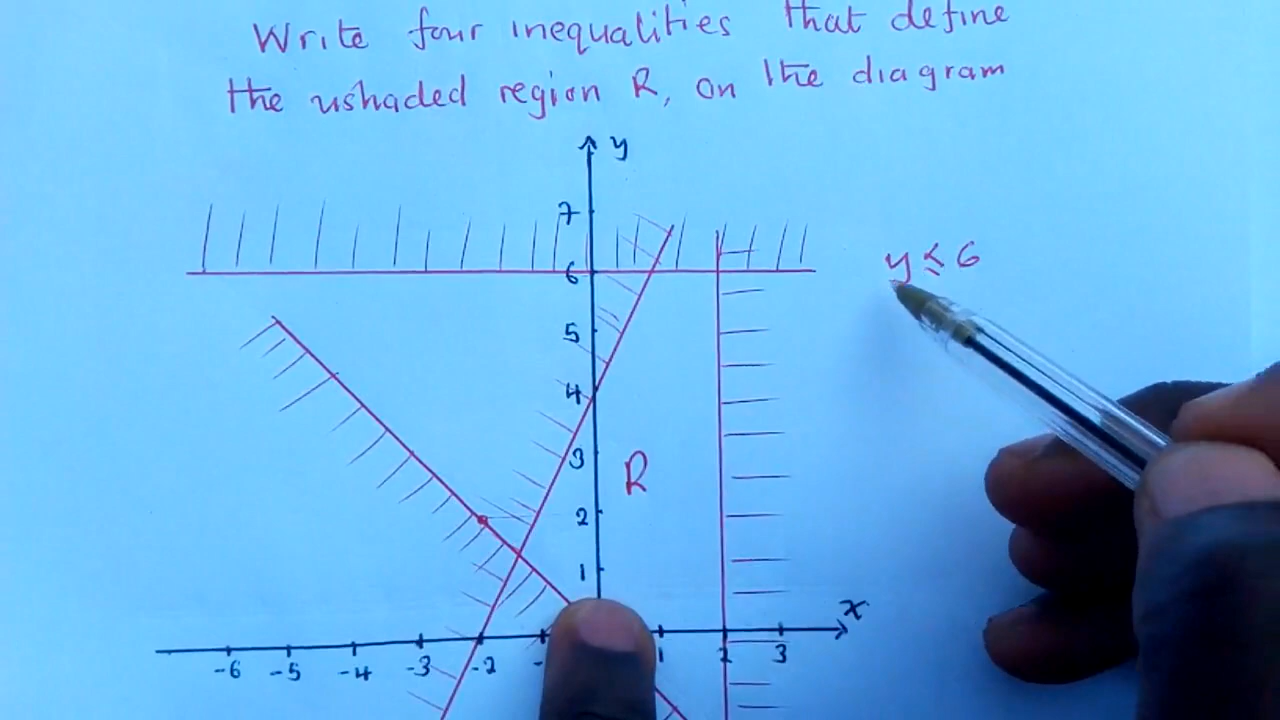 Write four inequalities that define
the ushaded region R, on the diagram
y
7
6
y ≤ 6
5
4
3
R
2
1
x
-6 -5 -4 -3 -2 - 1 2 3